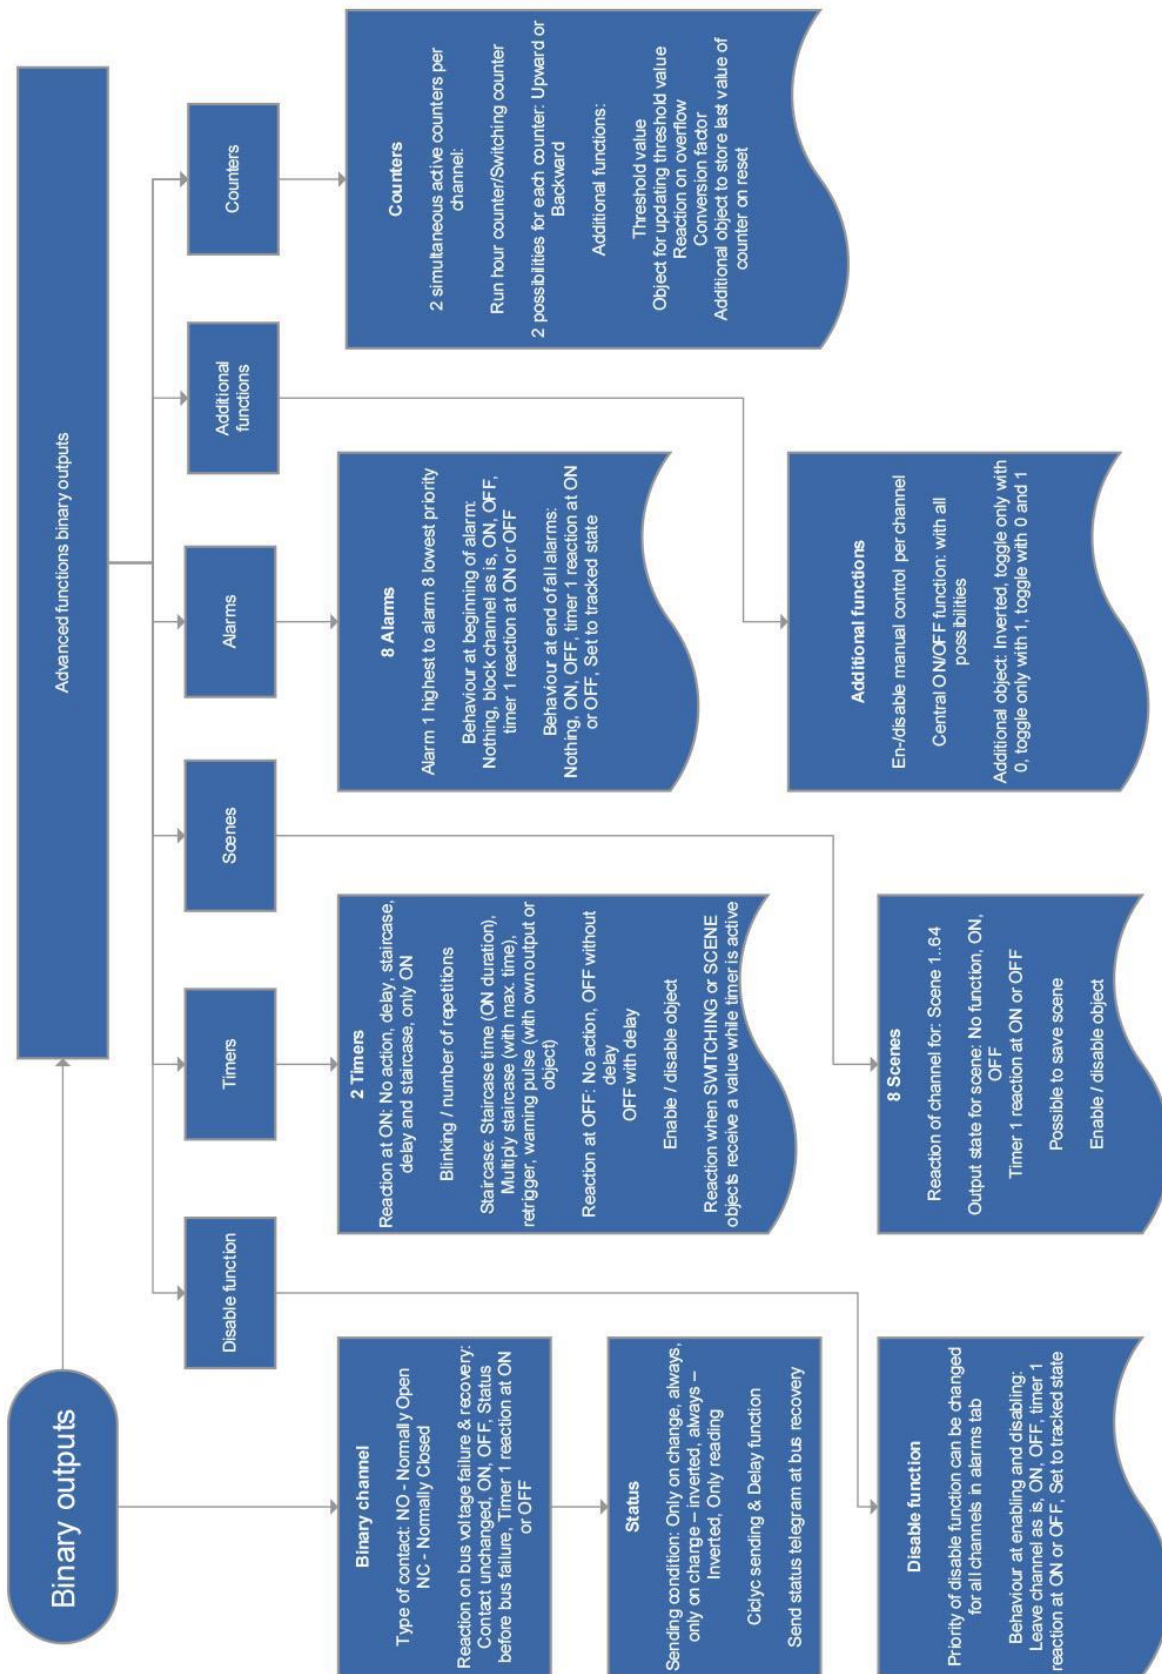 Binary outputs
Advanced functions binary outputs
Disable function
Timers
Scenes
Alarms
Additional
functions
Counters
Binary channel
Type of contact: NO - Normally Open
NC - Normally Closed
Reaction on bus voltage failure & recovery:
Contact unchanged, ON, OFF, Status
before bus failure, Timer 1 reaction at ON
or OFF
2 Timers
Reaction at ON: No action, delay, staircase,
delay and staircase, only ON
Blinking / number of repetitions
Staircase: Staircase time (ON duration),
Multiply staircase (with max. time),
retrigger, warning pulse (with own output or
object)
Reaction at OFF: No action, OFF without
delay
OFF with delay
Enable / disable object
Reaction when SWITCHING or SCENE
objects receive a value while timer is active
8 Alarms
Alarm 1 highest to alarm 8 lowest priority
Behaviour at beginning of alarm:
Nothing, block channel as is, ON, OFF,
timer 1 reaction at ON or OFF
Behaviour at end of all alarms:
Nothing, ON, OFF, timer 1 reaction at ON
or OFF, Set to tracked state
Counters
2 simultaneous active counters per
channel:
Run hour counter/Switching counter
2 possibilities for each counter: Upward or
Backward
Additional functions:
Threshold value
Object for updating threshold value
Reaction on overflow
Conversion factor
Additional object to store last value of
counter on reset
Status
Sending condition: Only on change, always,
only on change – inverted, always –
Inverted, Only reading
Ciclyc sending & Delay function
Send status telegram at bus recovery
Disable function
Priority of disable function can be changed
for all channels in alarms tab
Behaviour at enabling and disabling:
Leave channel as is, ON, OFF, timer 1
reaction at ON or OFF, Set to tracked state
8 Scenes
Reaction of channel for: Scene 1..64
Output state for scene: No function, ON,
OFF
Timer 1 reaction at ON or OFF
Possible to save scene
Enable / disable object
Additional functions
En-/disable manual control per channel
Central ON/OFF function: with all
possibilities
Additional object: Inverted, toggle only with
0, toggle only with 1, toggle with 0 and 1